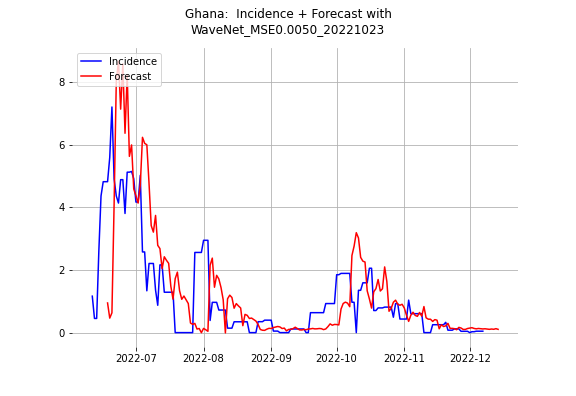 Ghana:  Incidence + Forecast with
WaveNet_MSE0.0050_20221023
Incidence
Forecast
8
6
4
2
0
2022-07
2022-08
2022-09
2022-10
2022-11
2022-12